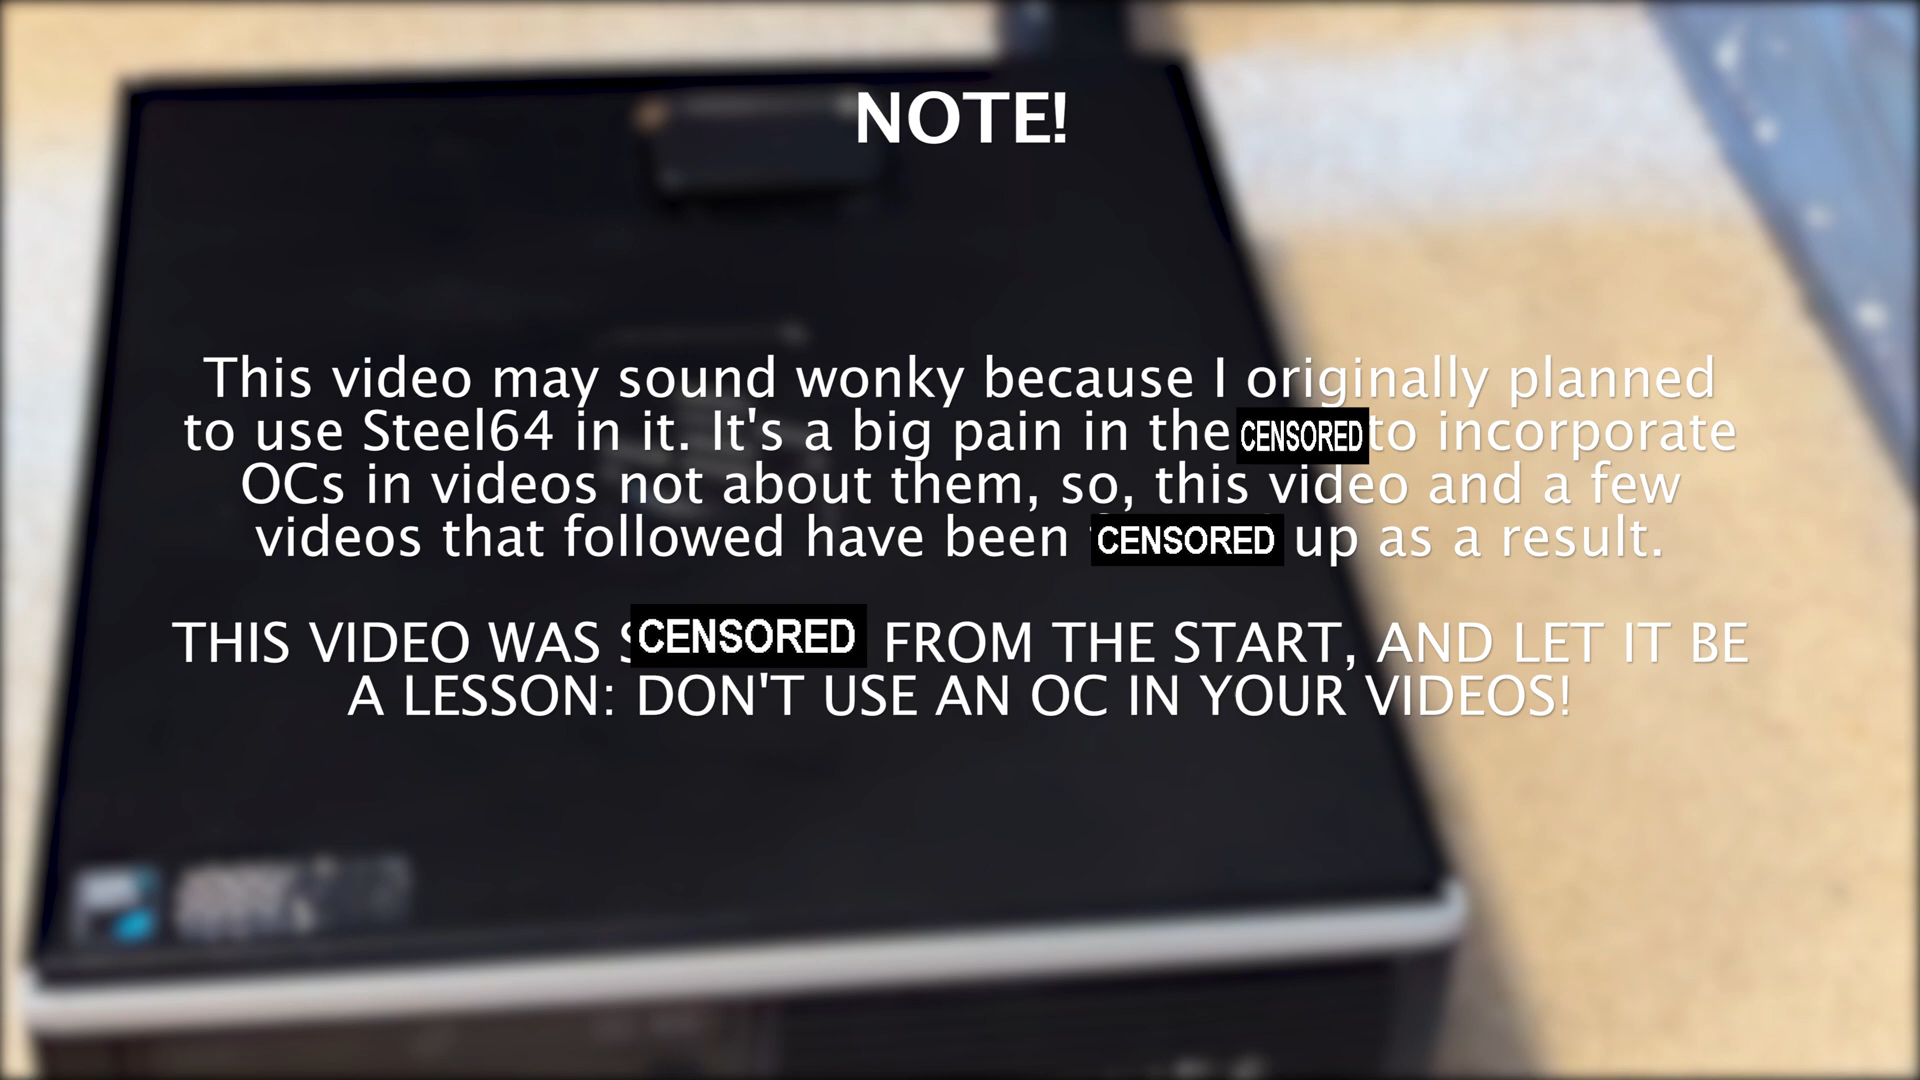 NOTE!
This video may sound wonky because I originally planned
to use Steel64 in it. It's a big pain in the CENSORED to incorporate
OCs in videos not about them, so, this video and a few
videos that followed have been CENSORED up as a result.
THIS VIDEO WAS S CENSORED FROM THE START, AND LET IT BE
A LESSON: DON'T USE AN OC IN YOUR VIDEOS!